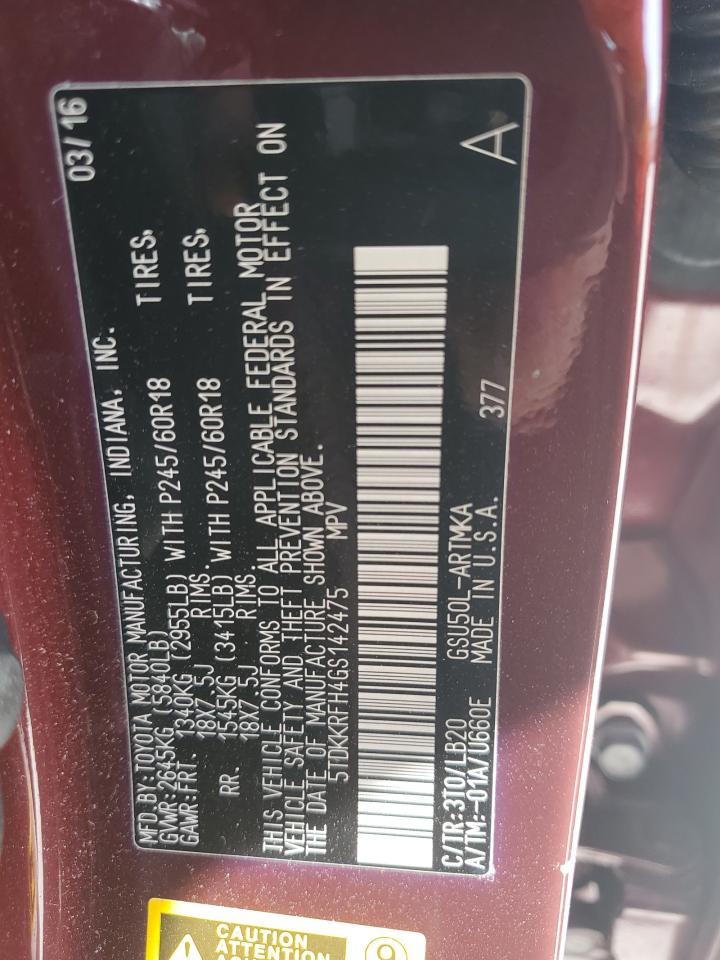 MFD.BY:TOYOTA MOTOR MANUFACTURING, INDIANA, INC. 03/16
GVWR:2645KG (5840LB)
GAWR:FRT. 1340KG (2955LB) WITH P245/60R18 TIRES,
18X7.5J RIMS.
RR. 1545KG (3415LB) WITH P245/60R18 TIRES,
18X7.5J RIMS.
THIS VEHICLE CONFORMS TO ALL APPLICABLE FEDERAL MOTOR
VEHICLE SAFETY AND THEFT PREVENTION STANDARDS IN EFFECT ON
THE DATE OF MANUFACTURE SHOWN ABOVE.
5TDKKRFH4GS142475 MPV
C/TR:3T0/LB20 GSU50L-ARTMKA
A/TM:-01A/U660E MADE IN U.S.A. 377 A
CAUTION
ATTENTION